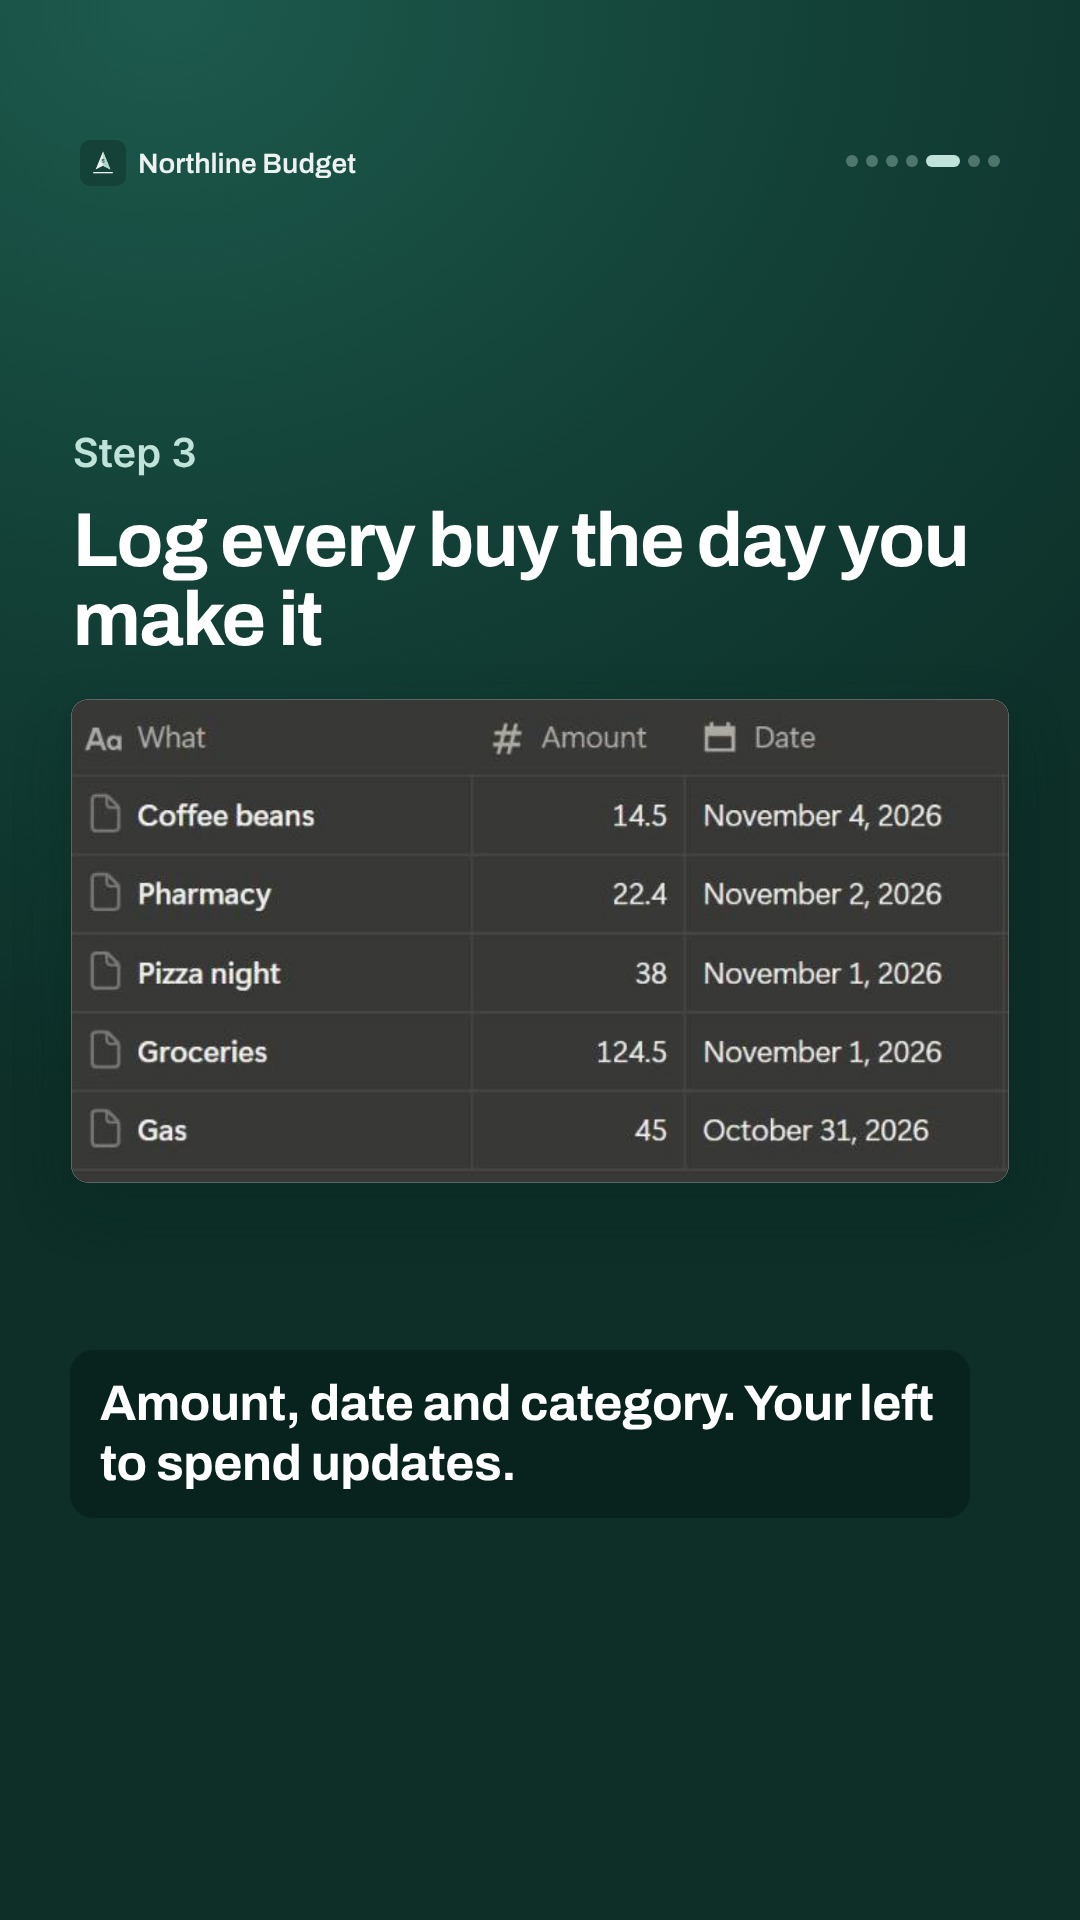 Northline Budget
Step 3
Log every buy the day you
make it
Aa What # Amount Date
Coffee beans 14.5 November 4, 2026
Pharmacy 22.4 November 2, 2026
Pizza night 38 November 1, 2026
Groceries 124.5 November 1, 2026
Gas 45 October 31, 2026
Amount, date and category. Your left
to spend updates.